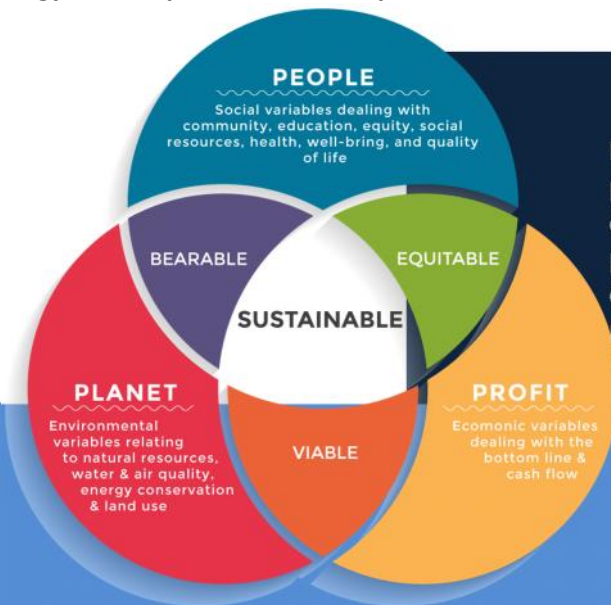 PEOPLE
Social variables dealing with
community, education, equity, social
resources, health, well-bring, and quality
of life
BEARABLE
EQUITABLE
SUSTAINABLE
PLANET
Environmental
variables relating
to natural resources,
water & air quality,
energy conservation
& land use
PROFIT
Ecomonic variables
dealing with the
bottom line &
cash flow
VIABLE